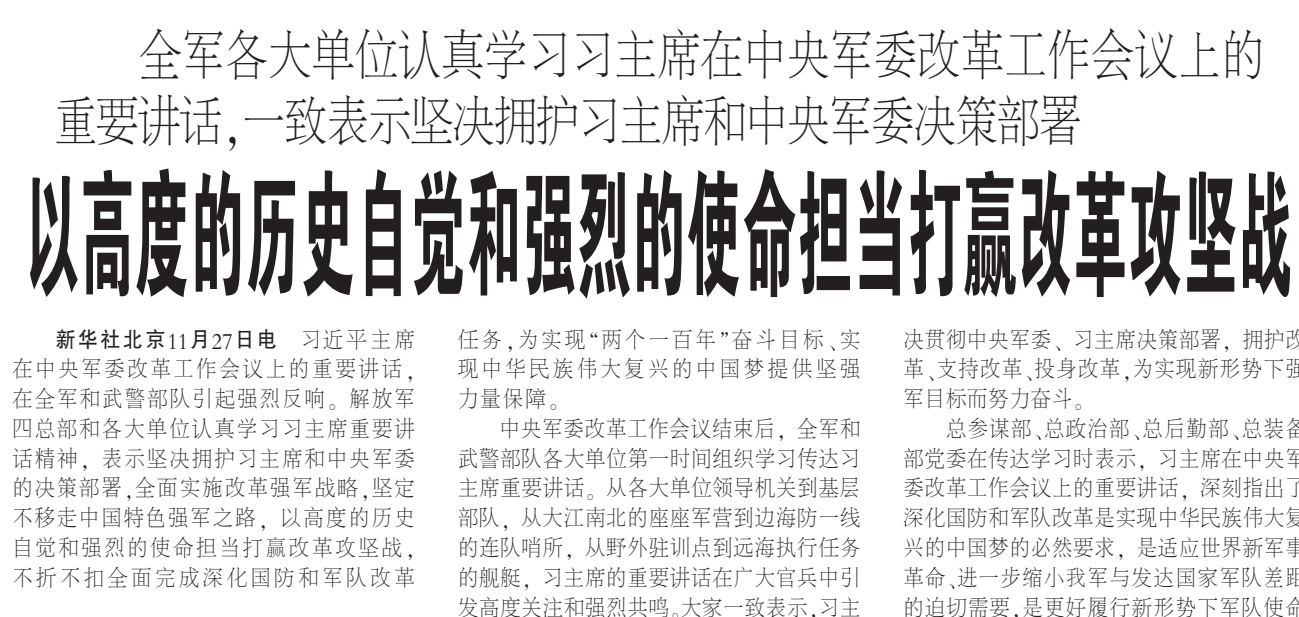 全军各大单位认真学习习主席在中央军委改革工作会议上的
重要讲话,一致表示坚决拥护习主席和中央军委决策部署
以高度的历史自觉和强烈的使命担当打赢改革攻坚战
新华社北京11月27日电　习近平主席
在中央军委改革工作会议上的重要讲话,
在全军和武警部队引起强烈反响。解放军
四总部和各大单位认真学习习主席重要讲
话精神，表示坚决拥护习主席和中央军委
的决策部署,全面实施改革强军战略,坚定
不移走中国特色强军之路，以高度的历史
自觉和强烈的使命担当打赢改革攻坚战,
不折不扣全面完成深化国防和军队改革
任务,为实现“两个一百年”奋斗目标、实
现中华民族伟大复兴的中国梦提供坚强
力量保障。
中央军委改革工作会议结束后，全军和
武警部队各大单位第一时间组织学习传达习
主席重要讲话。从各大单位领导机关到基层
部队，从大江南北的座座军营到边海防一线
的连队哨所，从野外驻训点到远海执行任务
的舰艇，习主席的重要讲话在广大官兵中引
发高度关注和强烈共鸣。大家一致表示,习主
决贯彻中央军委、习主席决策部署，拥护改
革、支持改革、投身改革,为实现新形势下强
军目标而努力奋斗。
总参谋部、总政治部、总后勤部、总装备
部党委在传达学习时表示，习主席在中央军
委改革工作会议上的重要讲话，深刻指出了
深化国防和军队改革是实现中华民族伟大复
兴的中国梦的必然要求，是适应世界新军事
革命、进一步缩小我军与发达国家军队差距
的迫切需要,是更好履行新形势下军队使命